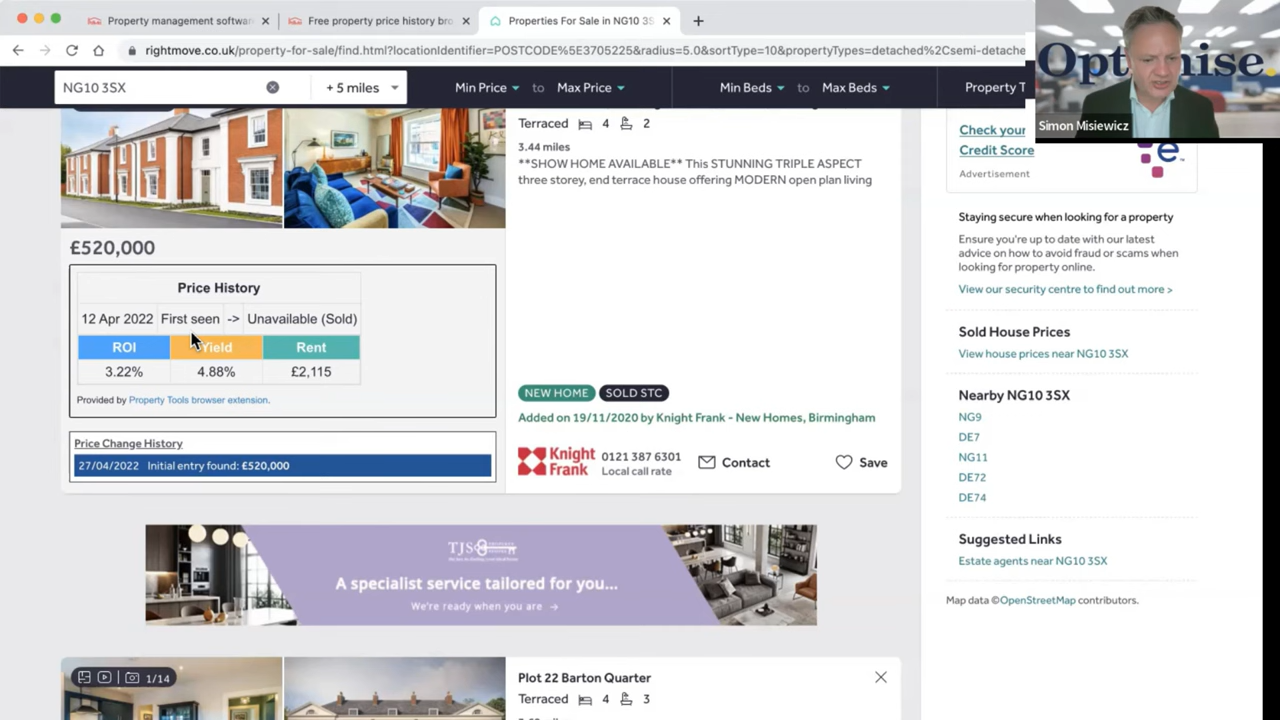 Property management softwar
Free property price history bro
Properties For Sale in NG10 3S
rightmove.co.uk/property-for-sale/find.html?locationIdentifier=POSTCODE%5E3705225&radius=5.0&sortType=10&propertyTypes=detached%2Csemi-detache
Optimise.
Simon Misiewicz
NG10 3SX
+ 5 miles
Min Price to Max Price
Min Beds to Max Beds
Property T
Terraced 4 2
3.44 miles
**SHOW HOME AVAILABLE** This STUNNING TRIPLE ASPECT
three storey, end terrace house offering MODERN open plan living
£520,000
Price History
12 Apr 2022 First seen -> Unavailable (Sold)
ROI Yield Rent
3.22% 4.88% £2,115
Provided by Property Tools browser extension.
Price Change History
27/04/2022 Initial entry found: £520,000
NEW HOME SOLD STC
Added on 19/11/2020 by Knight Frank - New Homes, Birmingham
Knight
Frank
0121 387 6301
Local call rate
Contact
Save
TJS
A specialist service tailored for you...
We're ready when you are →
1/14
Plot 22 Barton Quarter
Terraced 4 3
Check your
Credit Score
e
Advertisement
Staying secure when looking for a property
Ensure you're up to date with our latest
advice on how to avoid fraud or scams when
looking for property online.
View our security centre to find out more >
Sold House Prices
View house prices near NG10 3SX
Nearby NG10 3SX
NG9
DE7
NG11
DE72
DE74
Suggested Links
Estate agents near NG10 3SX
Map data ©OpenStreetMap contributors.